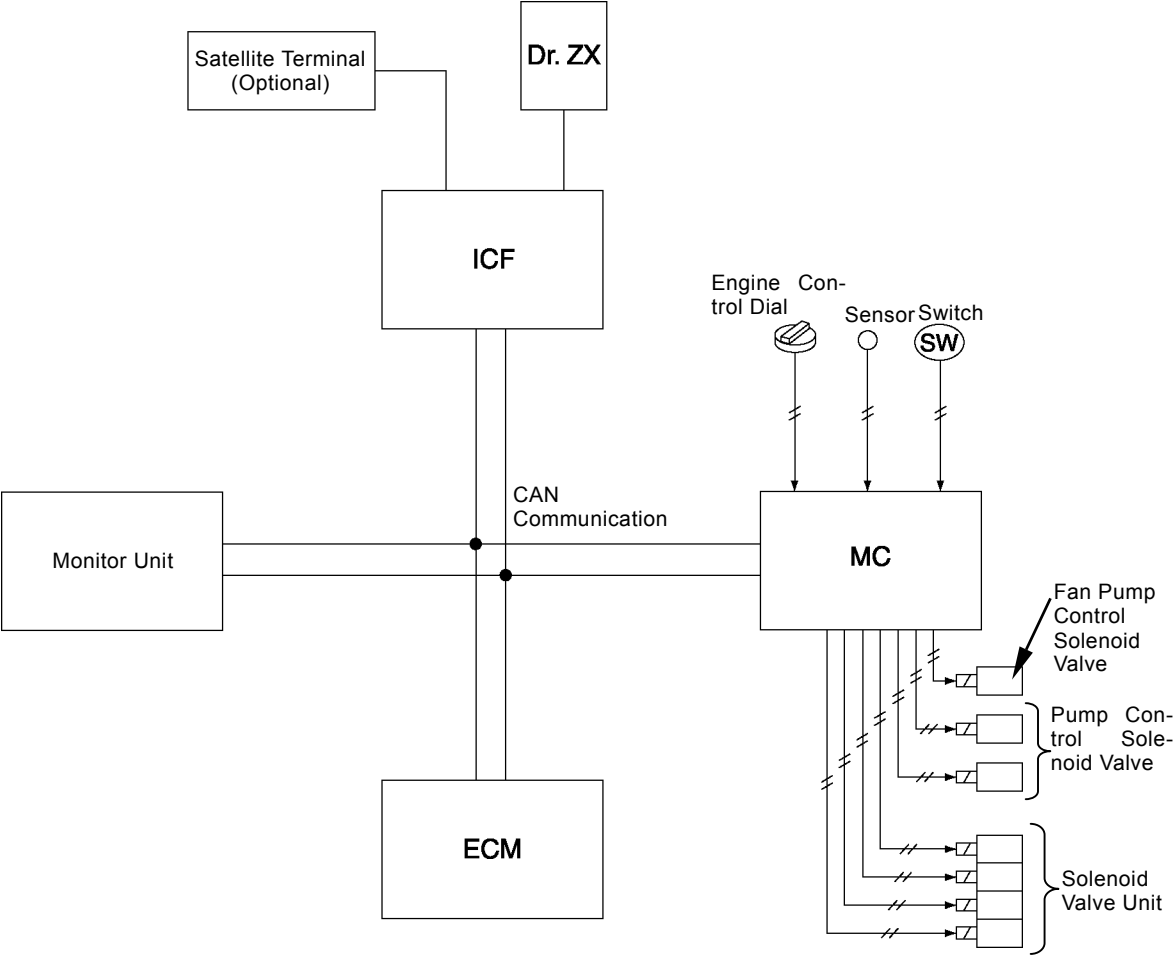 Dr. ZX
Satellite Terminal
(Optional)
ICF
Engine Con-
trol Dial
Sensor
Switch
SW
CAN
Communication
Monitor Unit
MC
Fan Pump
Control
Solenoid
Valve
Pump Con-
trol Sole-
noid Valve
ECM
Solenoid
Valve Unit